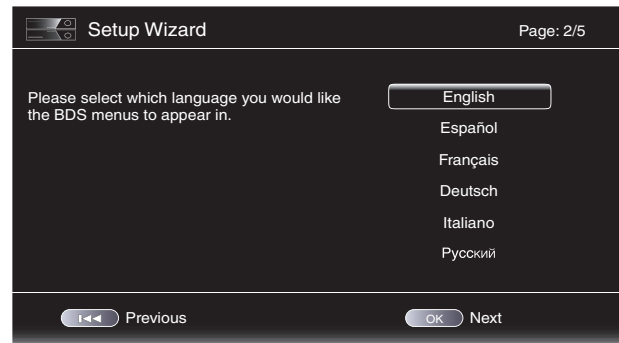 Setup Wizard
Page: 2/5
Please select which language you would like
the BDS menus to appear in.
English
Español
Français
Deutsch
Italiano
Русский
Previous
OK Next